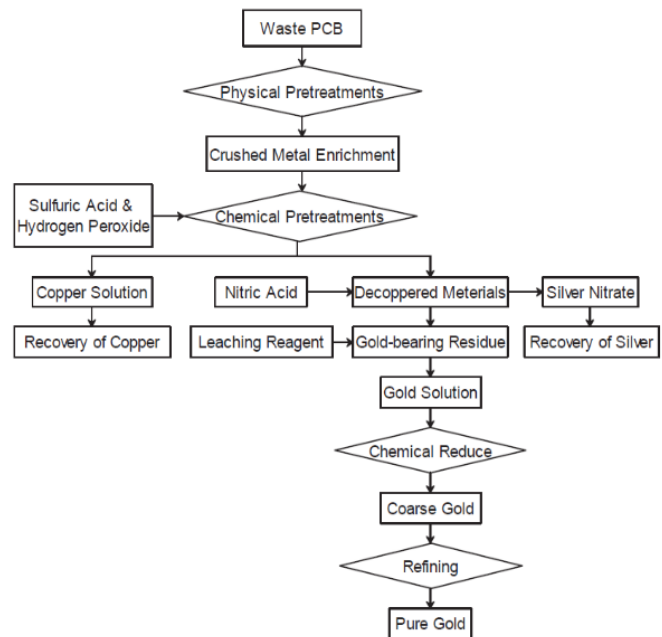 Waste PCB
Physical Pretreatments
Crushed Metal Enrichment
Sulfuric Acid &
Hydrogen Peroxide
Chemical Pretreatments
Copper Solution
Nitric Acid
Decoppered Meterials
Silver Nitrate
Recovery of Copper
Leaching Reagent
Gold-bearing Residue
Recovery of Silver
Gold Solution
Chemical Reduce
Coarse Gold
Refining
Pure Gold